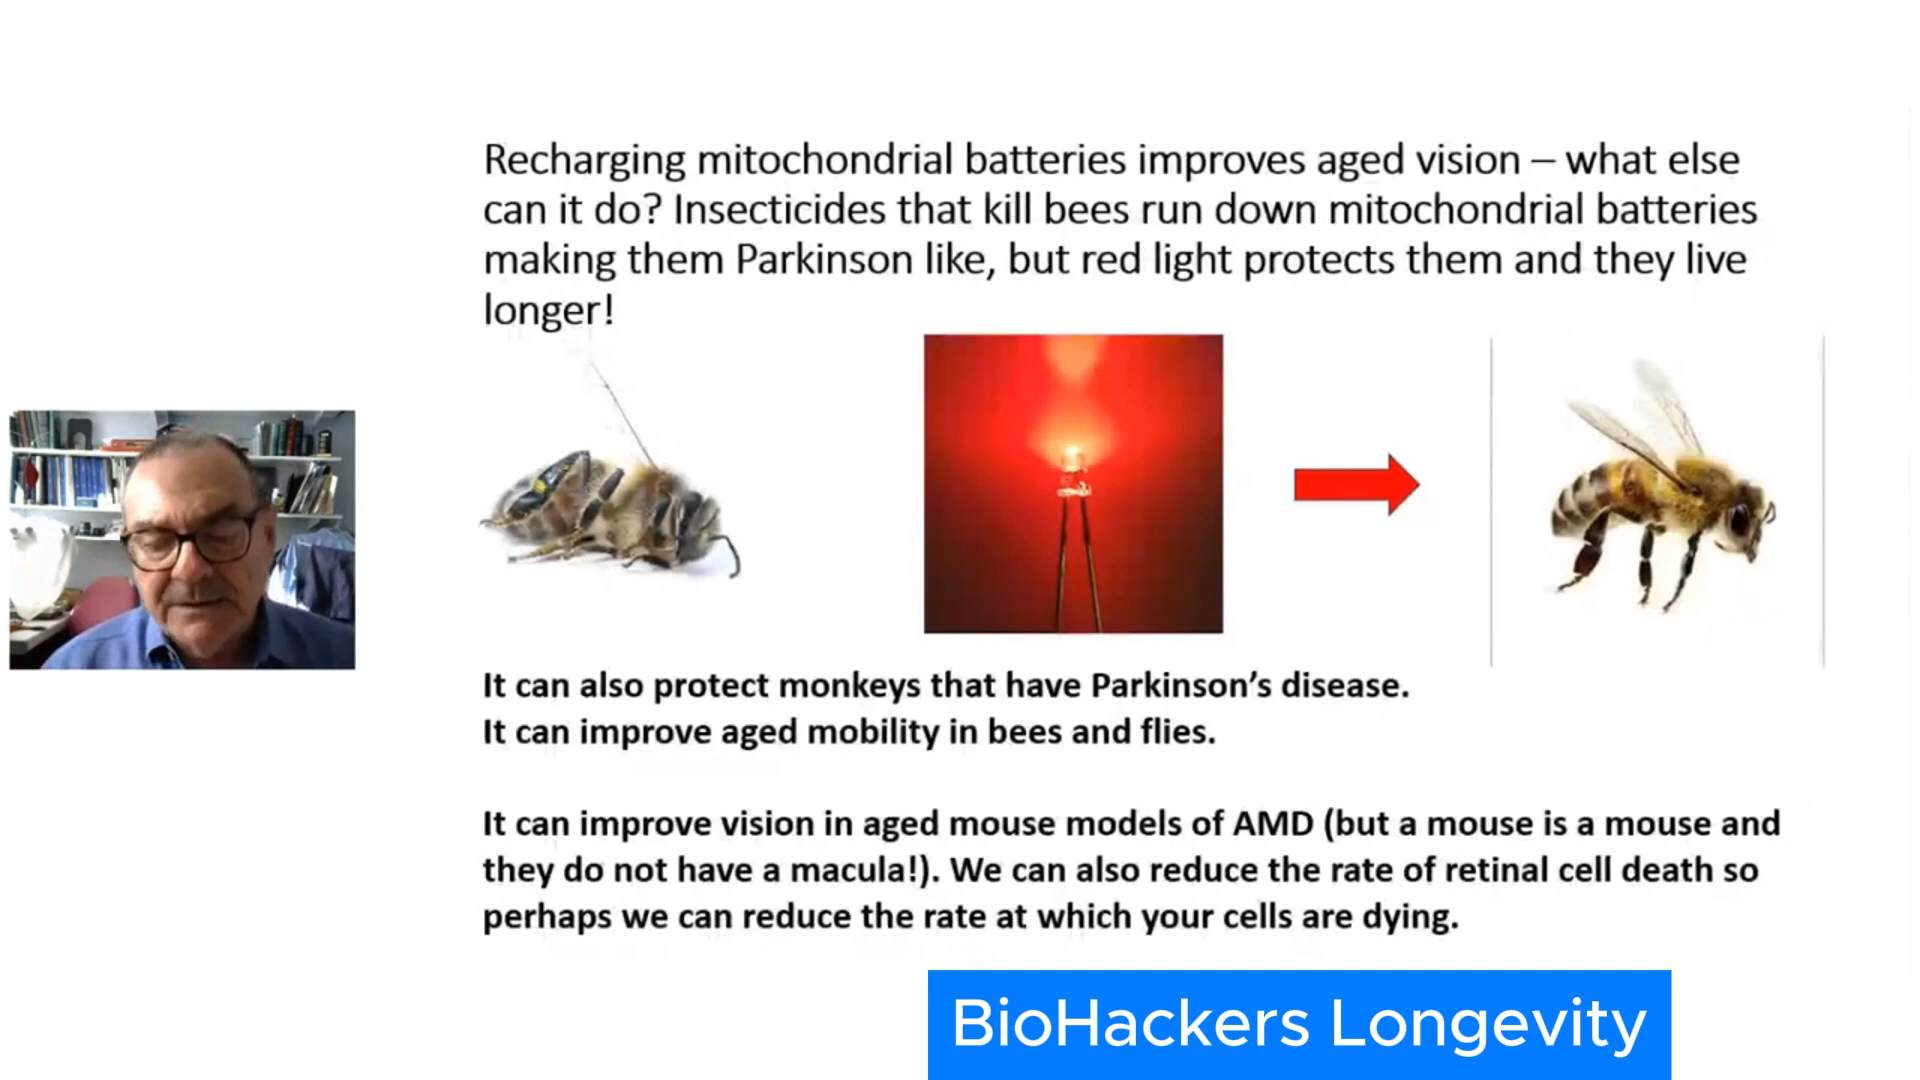 Recharging mitochondrial batteries improves aged vision – what else
can it do? Insecticides that kill bees run down mitochondrial batteries
making them Parkinson like, but red light protects them and they live
longer!
It can also protect monkeys that have Parkinson's disease.
It can improve aged mobility in bees and flies.
It can improve vision in aged mouse models of AMD (but a mouse is a mouse and
they do not have a macula!). We can also reduce the rate of retinal cell death so
perhaps we can reduce the rate at which your cells are dying.
BioHackers Longevity